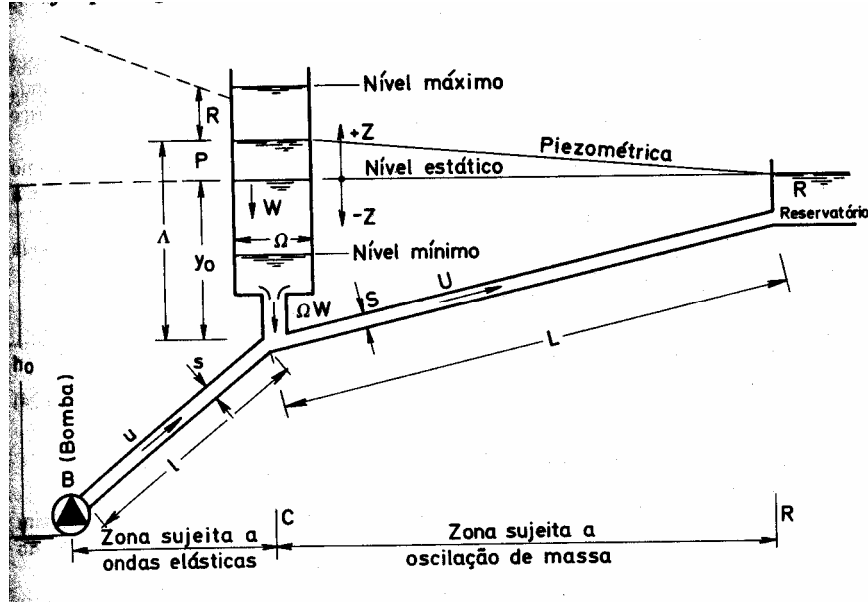 Nível máximo
R
+Z
P
Piezométrica
Nível estático
R
W
-Z
Reservatório
Λ
Ω
Nível mínimo
y₀
U
S
ΩW
L
h₀
s
u
l
B (Bomba)
C
R
Zona sujeita a
ondas elásticas
Zona sujeita a
oscilação de massa